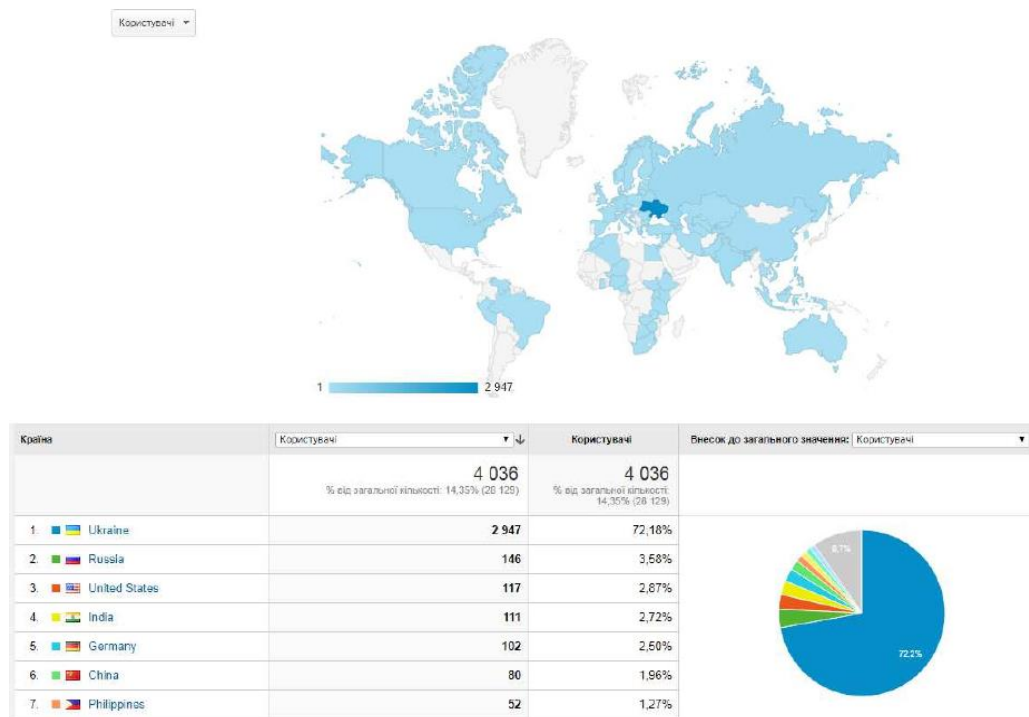 Користувачі
1 2 947
Країна Користувачі Користувачі Внесок до загального значення: Користувачі
4 036 4 036
% від загальної кількості: 14,35% (28 129) % від загальної кількості: 14,35% (28 129)
1. Ukraine 2 947 72,18%
2. Russia 146 3,58%
3. United States 117 2,87%
4. India 111 2,72%
5. Germany 102 2,50%
6. China 80 1,96%
7. Philippines 52 1,27%
9,7%
72,2%